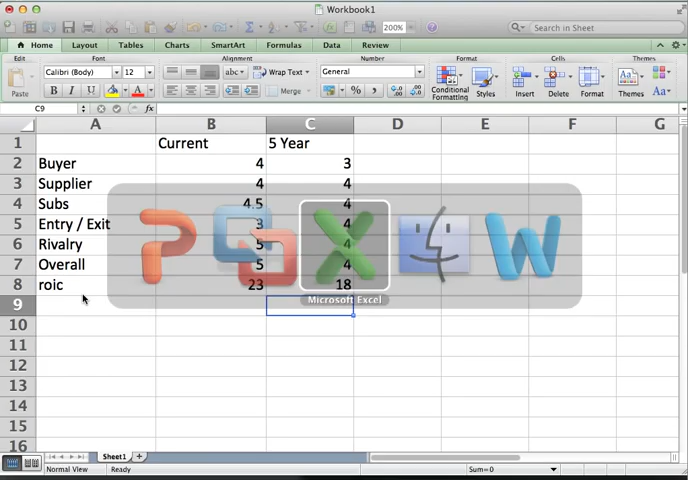 Workbook1
200%
Search in Sheet
Home
Layout
Tables
Charts
SmartArt
Formulas
Data
Review
Edit
Font
Alignment
Number
Format
Cells
Themes
Paste
Calibri (Body)
12
abc
Wrap Text
General
B I U
A
Merge
%
Conditional Formatting
Styles
Insert
Delete
Format
Themes
Aa
C9
fx
A B C D E F G
1 Current 5 Year
2 Buyer 4 3
3 Supplier 4 4
4 Subs 4.5 4
5 Entry / Exit 3 4
6 Rivalry 5 4
7 Overall 5 4
8 roic 23 18
Microsoft Excel
9
10
11
12
13
14
15
16
Sheet1
Normal View
Ready
Sum=0